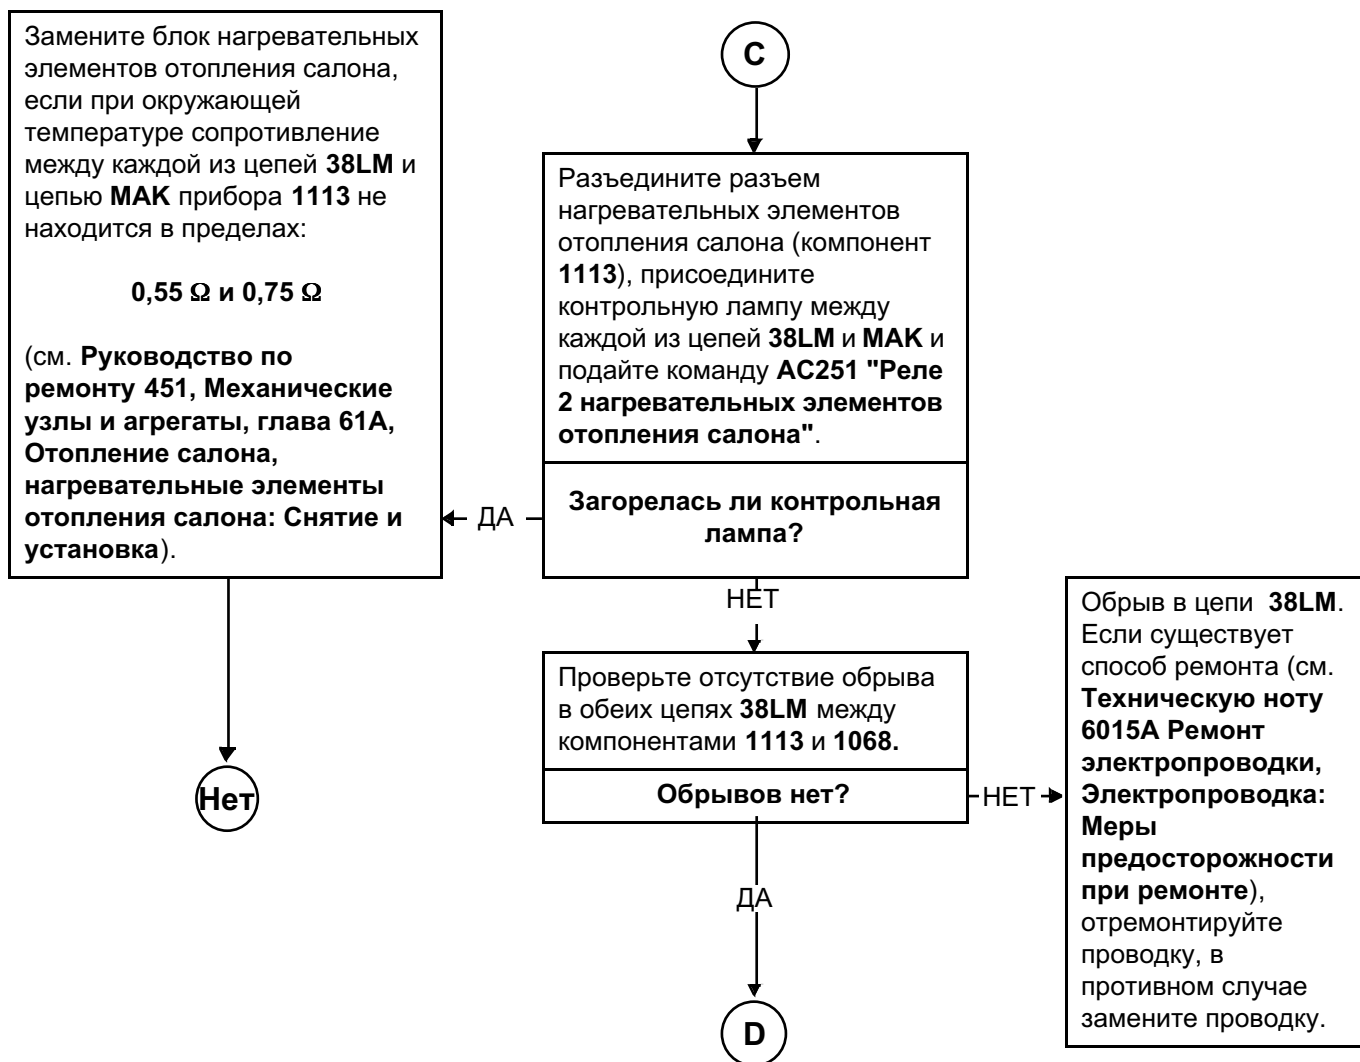 Замените блок нагревательных
элементов отопления салона,
если при окружающей
температуре сопротивление
между каждой из цепей 38LM и
цепью MAK прибора 1113 не
находится в пределах:
0,55 Ω и 0,75 Ω
(см. Руководство по
ремонту 451, Механические
узлы и агрегаты, глава 61A,
Отопление салона,
нагревательные элементы
отопления салона: Снятие и
установка).
Нет
C
Разъедините разъем
нагревательных элементов
отопления салона (компонент
1113), присоедините
контрольную лампу между
каждой из цепей 38LM и MAK и
подайте команду AC251 "Реле
2 нагревательных элементов
отопления салона".
Загорелась ли контрольная
лампа?
ДА
НЕТ
Проверьте отсутствие обрыва
в обеих цепях 38LM между
компонентами 1113 и 1068.
Обрывов нет?
НЕТ
ДА
D
Обрыв в цепи 38LM.
Если существует
способ ремонта (см.
Техническую ноту
6015A Ремонт
электропроводки,
Электропроводка:
Меры
предосторожности
при ремонте),
отремонтируйте
проводку, в
противном случае
замените проводку.